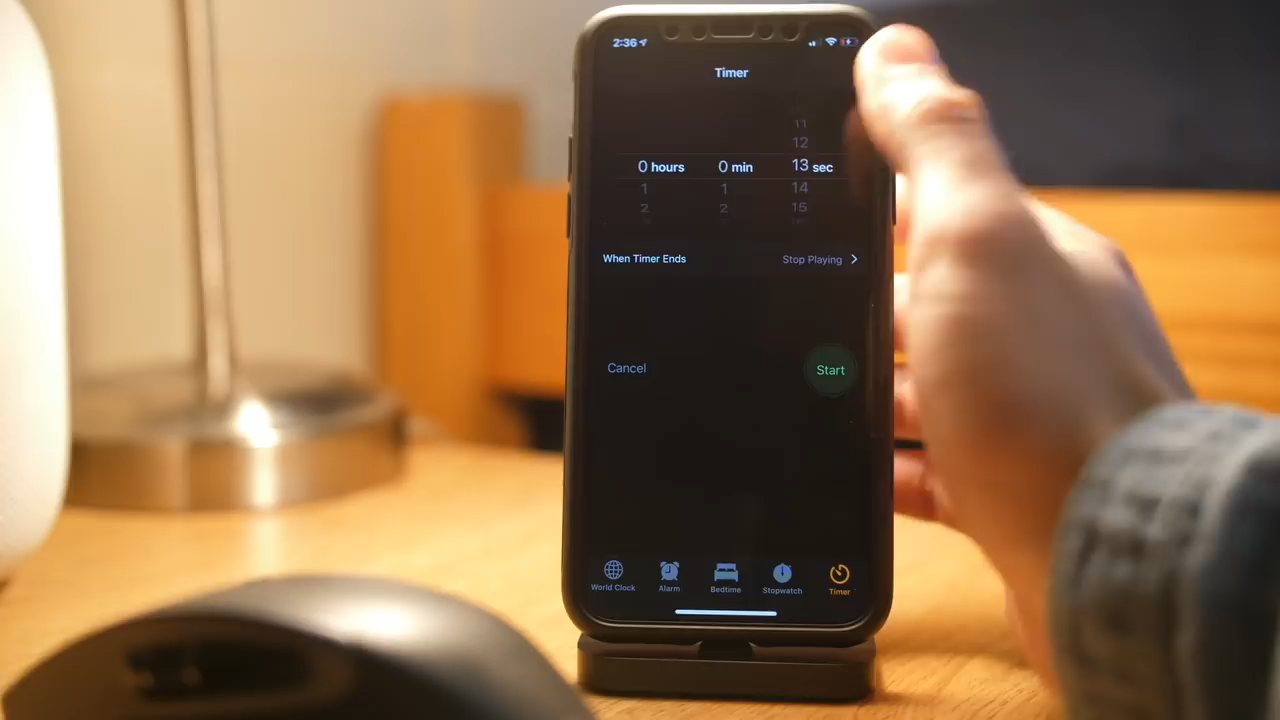 2:36
Timer
11
12
0 hours 0 min 13 sec
1 1 14
2 2 15
When Timer Ends Stop Playing
Cancel Start
World Clock Alarm Bedtime Stopwatch Timer